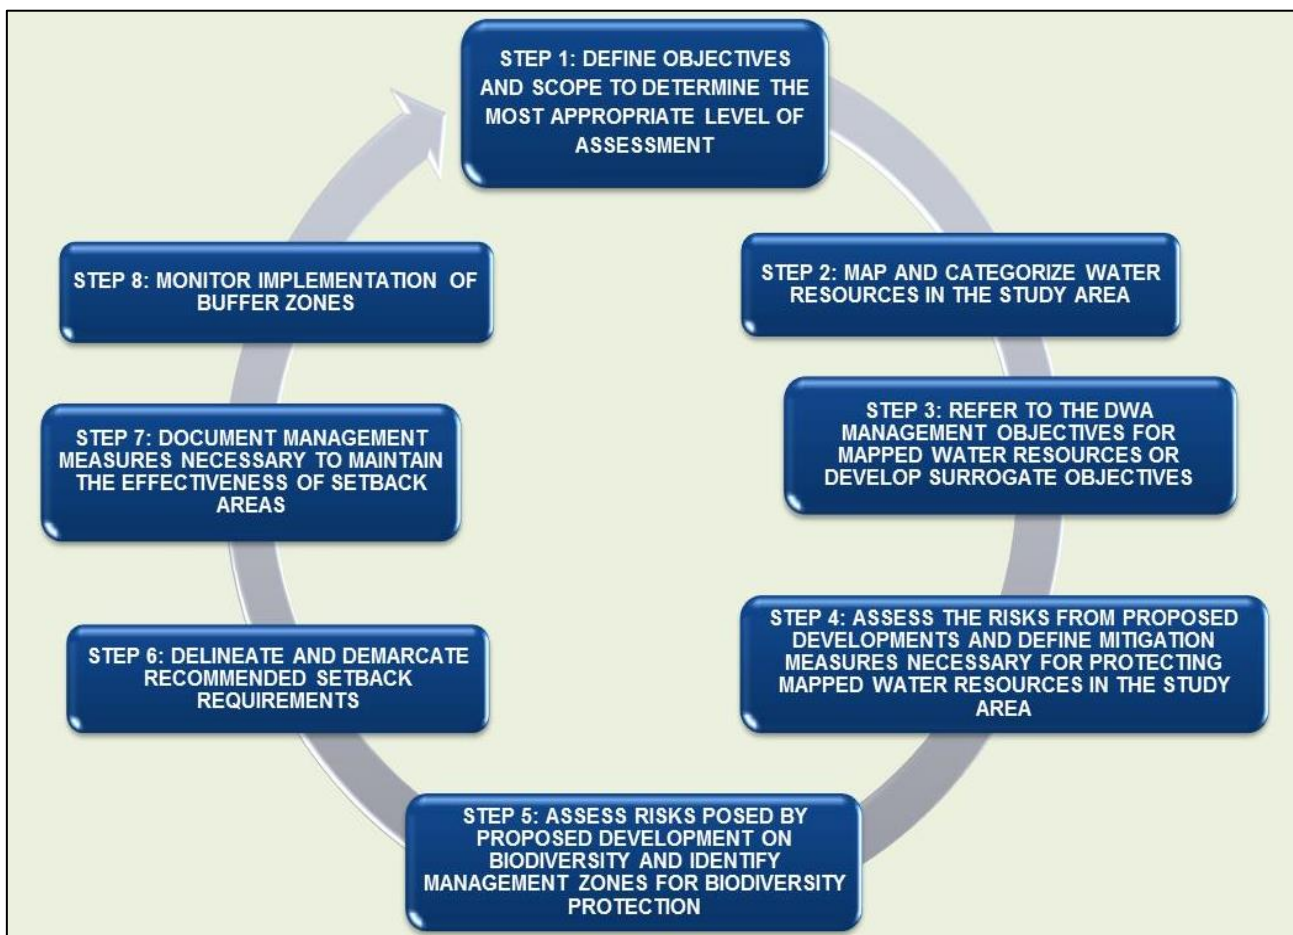 STEP 1: DEFINE OBJECTIVES
AND SCOPE TO DETERMINE THE
MOST APPROPRIATE LEVEL OF
ASSESSMENT
STEP 2: MAP AND CATEGORIZE WATER
RESOURCES IN THE STUDY AREA
STEP 3: REFER TO THE DWA
MANAGEMENT OBJECTIVES FOR
MAPPED WATER RESOURCES OR
DEVELOP SURROGATE OBJECTIVES
STEP 4: ASSESS THE RISKS FROM PROPOSED
DEVELOPMENTS AND DEFINE MITIGATION
MEASURES NECESSARY FOR PROTECTING
MAPPED WATER RESOURCES IN THE STUDY
AREA
STEP 5: ASSESS RISKS POSED BY
PROPOSED DEVELOPMENT ON
BIODIVERSITY AND IDENTIFY
MANAGEMENT ZONES FOR BIODIVERSITY
PROTECTION
STEP 6: DELINEATE AND DEMARCATE
RECOMMENDED SETBACK
REQUIREMENTS
STEP 7: DOCUMENT MANAGEMENT
MEASURES NECESSARY TO MAINTAIN
THE EFFECTIVENESS OF SETBACK
AREAS
STEP 8: MONITOR IMPLEMENTATION OF
BUFFER ZONES